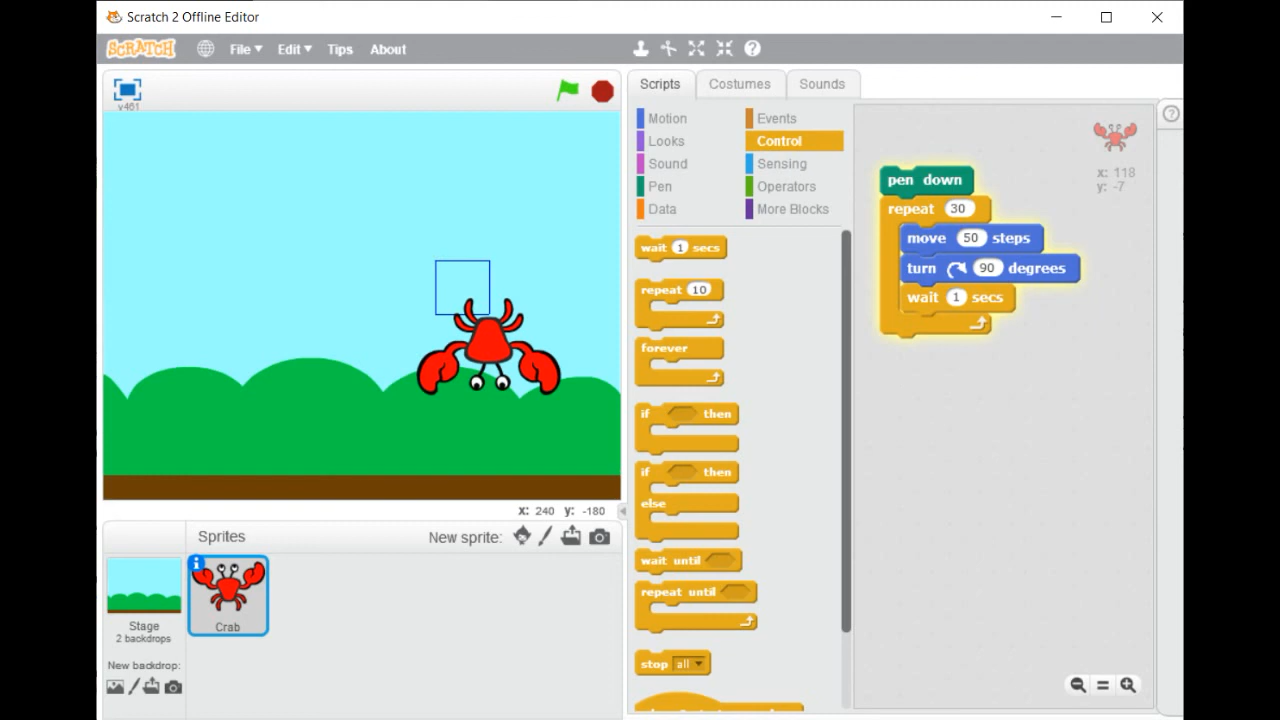 Scratch 2 Offline Editor
SCRATCH File Edit Tips About
v461
Scripts Costumes Sounds
Motion Events
Looks Control
Sound Sensing
Pen Operators
Data More Blocks
wait 1 secs
repeat 10
forever
if then
if then
else
wait until
repeat until
stop all
x: 118
y: -7
pen down
repeat 30
move 50 steps
turn 90 degrees
wait 1 secs
x: 240 y: -180
Sprites New sprite:
Stage
2 backdrops
New backdrop:
Crab